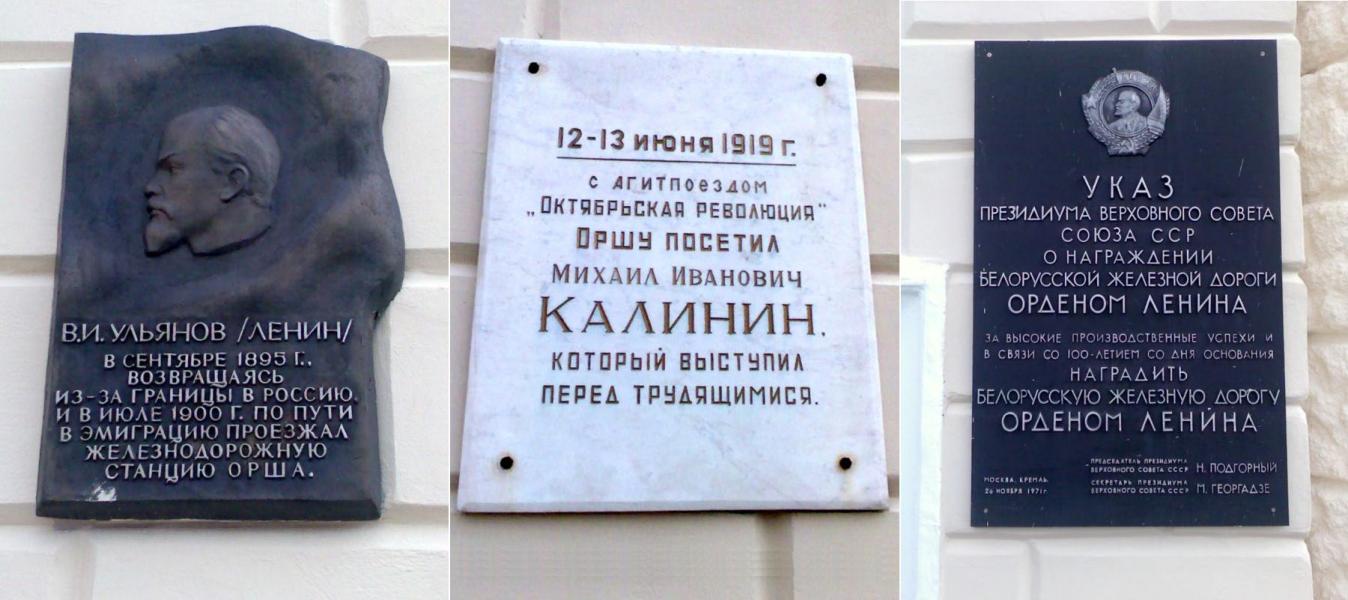 В.И. УЛЬЯНОВ /ЛЕНИН/
В СЕНТЯБРЕ 1895 Г.,
ВОЗВРАЩАЯСЬ
ИЗ-ЗА ГРАНИЦЫ В РОССИЮ,
И В ИЮЛЕ 1900 Г. ПО ПУТИ
В ЭМИГРАЦИЮ ПРОЕЗЖАЛ
ЖЕЛЕЗНОДОРОЖНУЮ
СТАНЦИЮ ОРША.
12-13 июня 1919 г.
с агитпоездом
„Октябрьская революция“
Оршу посетил
Михаил Иванович
КАЛИНИН,
который выступил
перед трудящимися.
УКАЗ
ПРЕЗИДИУМА ВЕРХОВНОГО СОВЕТА
СОЮЗА ССР
О НАГРАЖДЕНИИ
БЕЛОРУССКОЙ ЖЕЛЕЗНОЙ ДОРОГИ
ОРДЕНОМ ЛЕНИНА
ЗА ВЫСОКИЕ ПРОИЗВОДСТВЕННЫЕ УСПЕХИ И
В СВЯЗИ СО 100-ЛЕТИЕМ СО ДНЯ ОСНОВАНИЯ
НАГРАДИТЬ
БЕЛОРУССКУЮ ЖЕЛЕЗНУЮ ДОРОГУ
ОРДЕНОМ ЛЕНИНА
ПРЕДСЕДАТЕЛЬ ПРЕЗИДИУМА
ВЕРХОВНОГО СОВЕТА СССР Н. ПОДГОРНЫЙ
СЕКРЕТАРЬ ПРЕЗИДИУМА
ВЕРХОВНОГО СОВЕТА СССР М. ГЕОРГАДЗЕ
МОСКВА, КРЕМЛЬ.
26 НОЯБРЯ 1971 г.